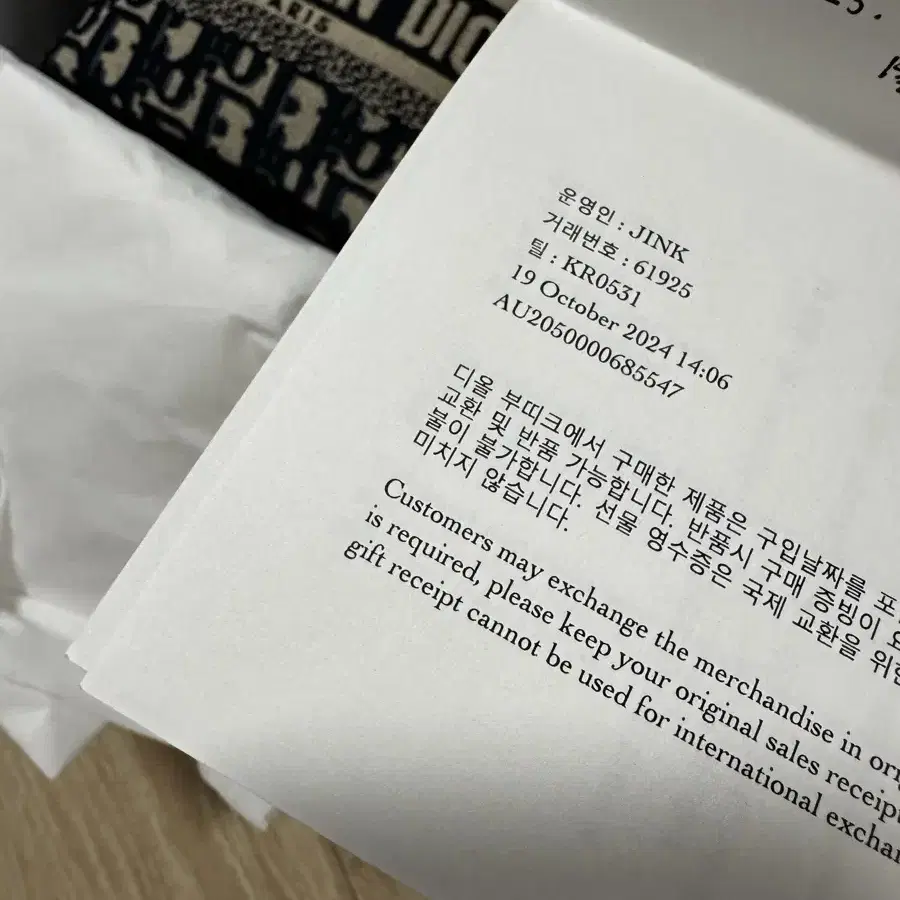 PARIS
DIO
25.
운영인 : JINK
거래번호 : 61925
틸 : KR0531
19 October 2024 14:06
AU2050000685547
디올 부띠크에서 구매한 제품은 구입날짜를 포
교환 및 반품 가능합니다. 반품시 구매 증빙이
불이 불가합니다. 선물 영수증은 국제 교환을 위한
미치지 않습니다.
Customers may exchange the merchandise in ori
is required, please keep your original sales receipt
gift receipt cannot be used for international exchan